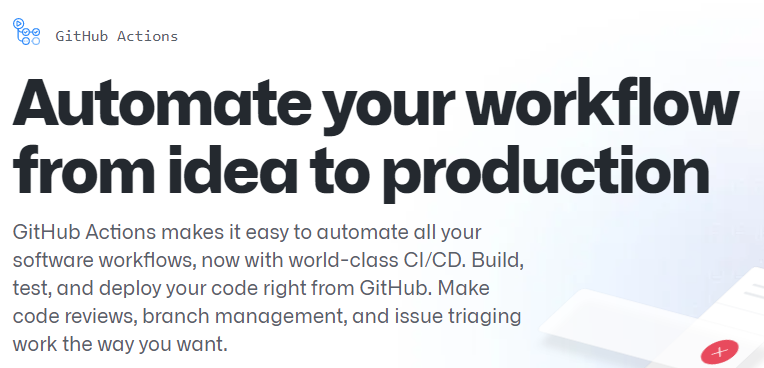 GitHub Actions
Automate your workflow
from idea to production
GitHub Actions makes it easy to automate all your
software workflows, now with world-class CI/CD. Build,
test, and deploy your code right from GitHub. Make
code reviews, branch management, and issue triaging
work the way you want.